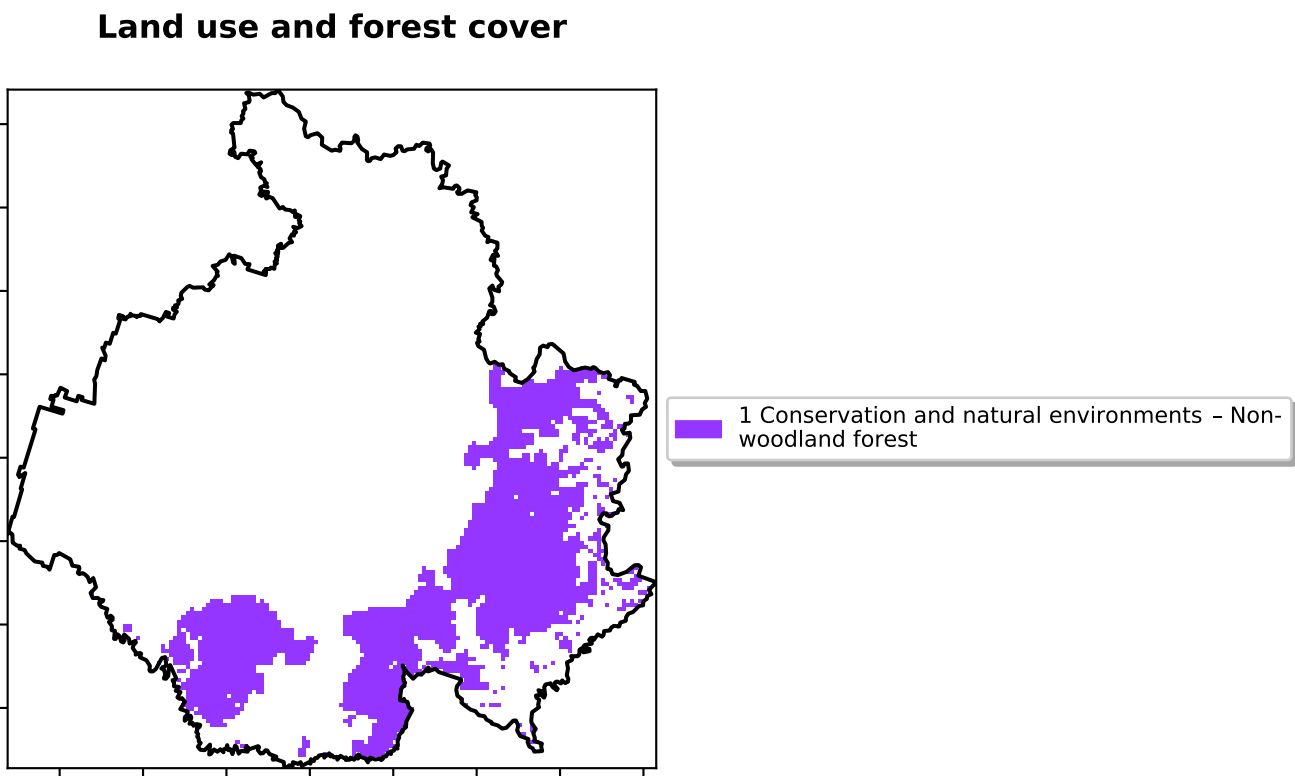 Land use and forest cover
1 Conservation and natural environments – Non-
woodland forest